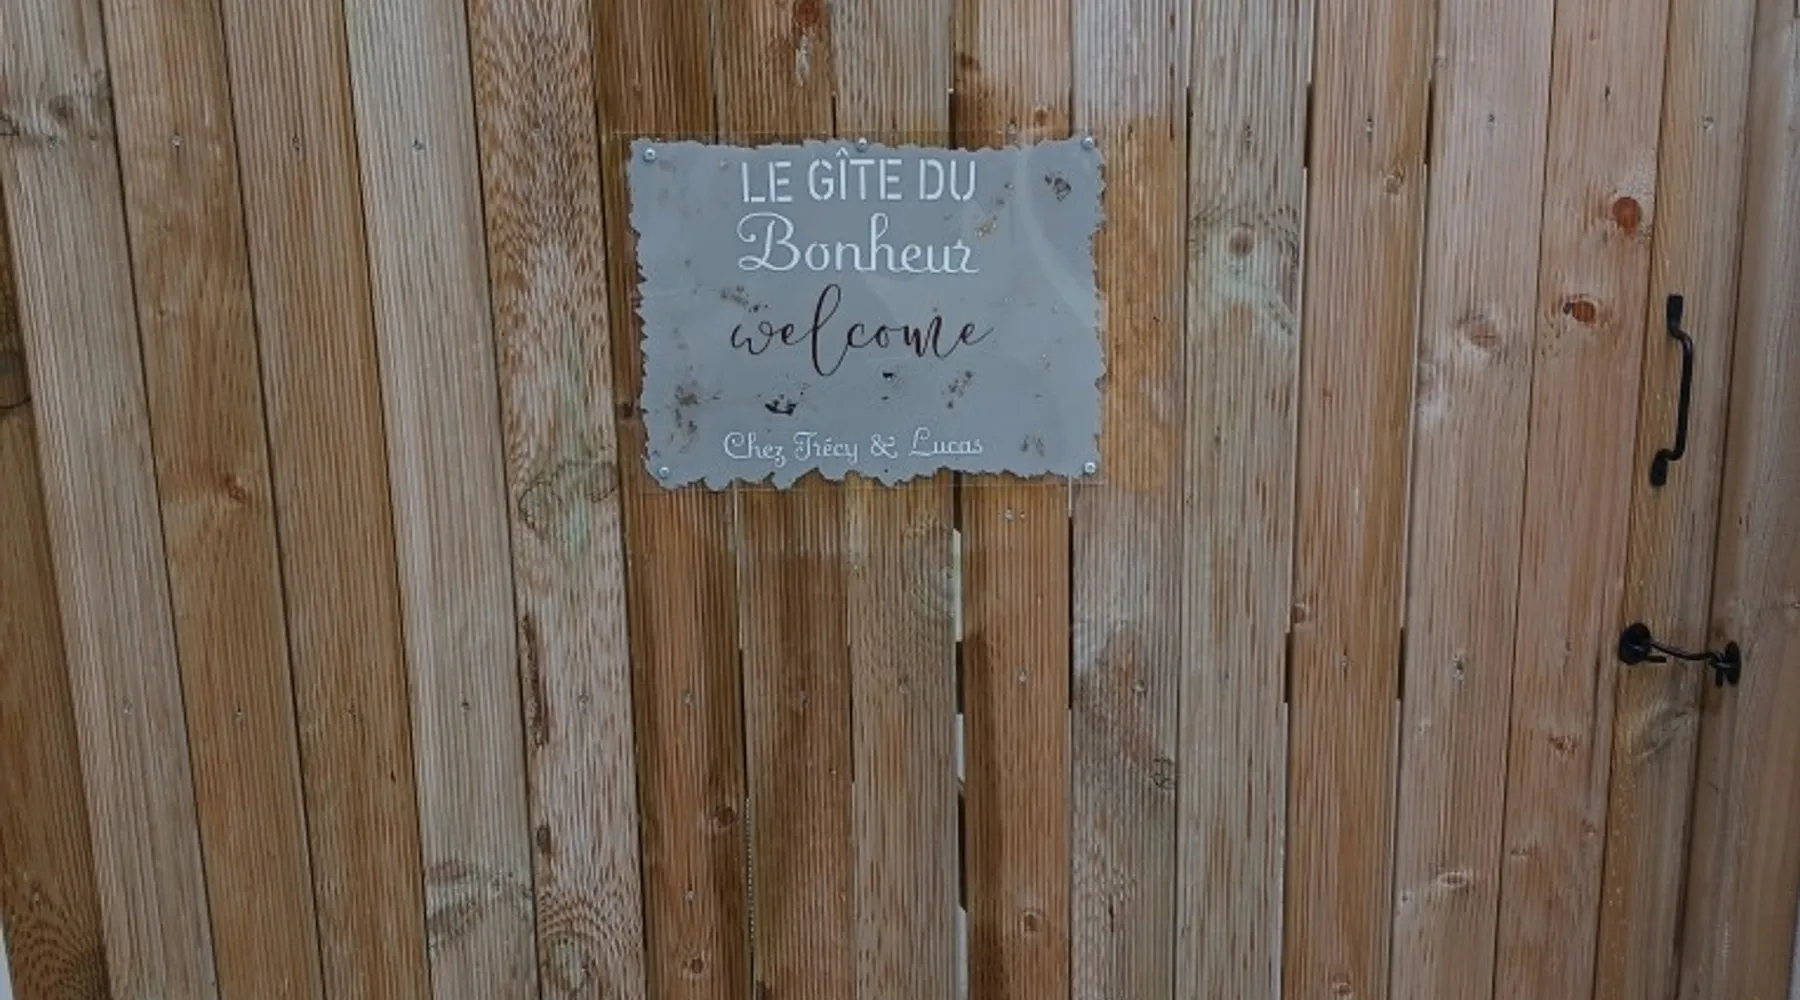 LE GÎTE DU
Bonheur
welcome
Chez Trécy & Lucas